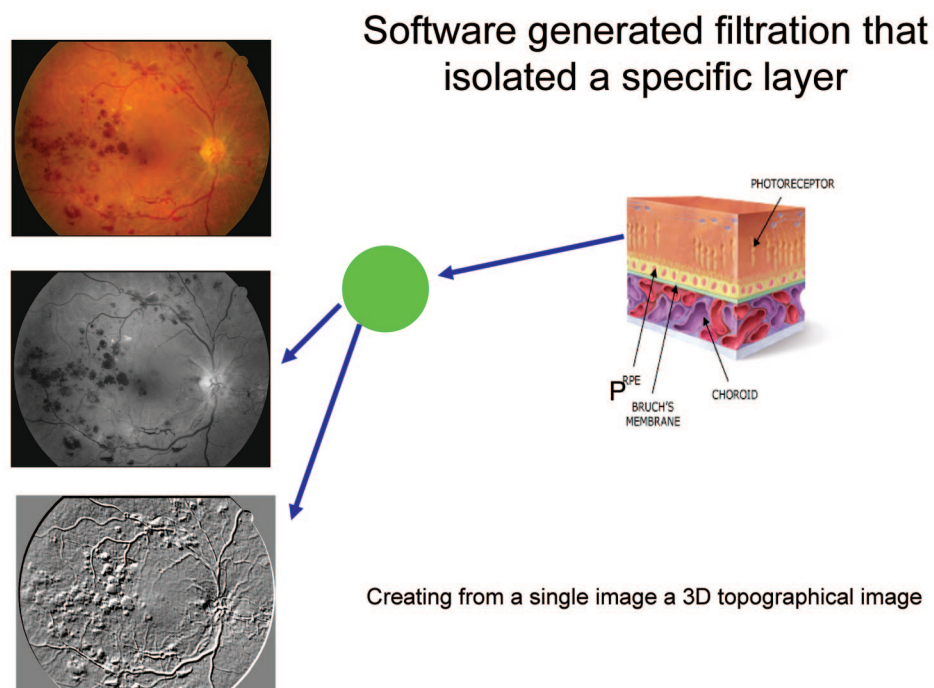 Software generated filtration that
isolated a specific layer
PHOTORECEPTOR
P
RPE
BRUCH'S
MEMBRANE
CHOROID
Creating from a single image a 3D topographical image